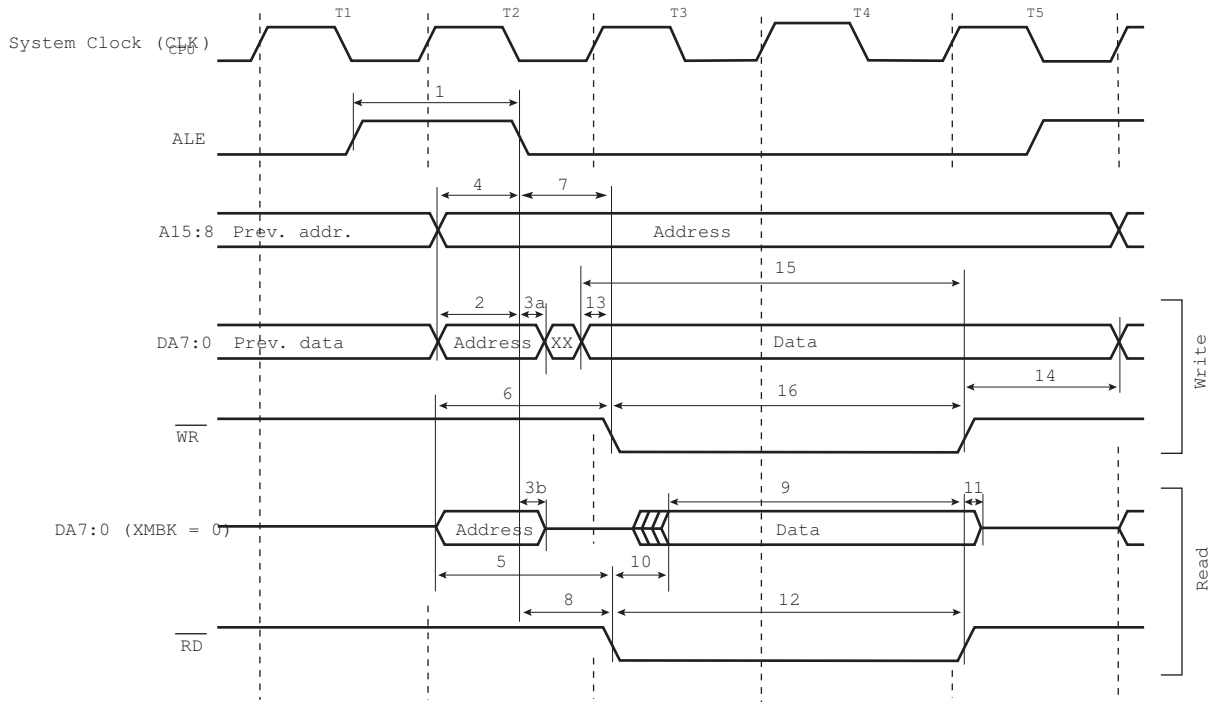 T1 T2 T3 T4 T5
System Clock (CLKCPU)
1
ALE
4 7
A15:8 Prev. addr. Address
15
2 3a 13
DA7:0 Prev. data Address XX Data
14
6 16
WR
Write
3b 9 11
DA7:0 (XMBK = 0) Address Data
5 10
8 12
RD
Read